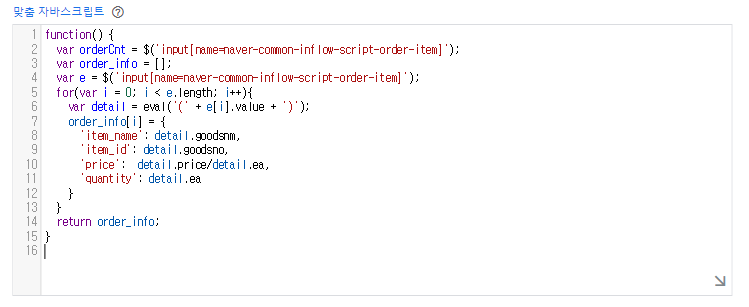 맞춤 자바스크립트 ?
1 function() {
2 var orderCnt = $('input[name=naver-common-inflow-script-order-item]');
3 var order_info = [];
4 var e = $('input[name=naver-common-inflow-script-order-item]');
5 for(var i = 0; i < e.length; i++){
6 var detail = eval('(' + e[i].value + ')');
7 order_info[i] = {
8 'item_name': detail.goodsnm,
9 'item_id': detail.goodsno,
10 'price':  detail.price/detail.ea,
11 'quantity': detail.ea
12 }
13 }
14 return order_info;
15 }
16